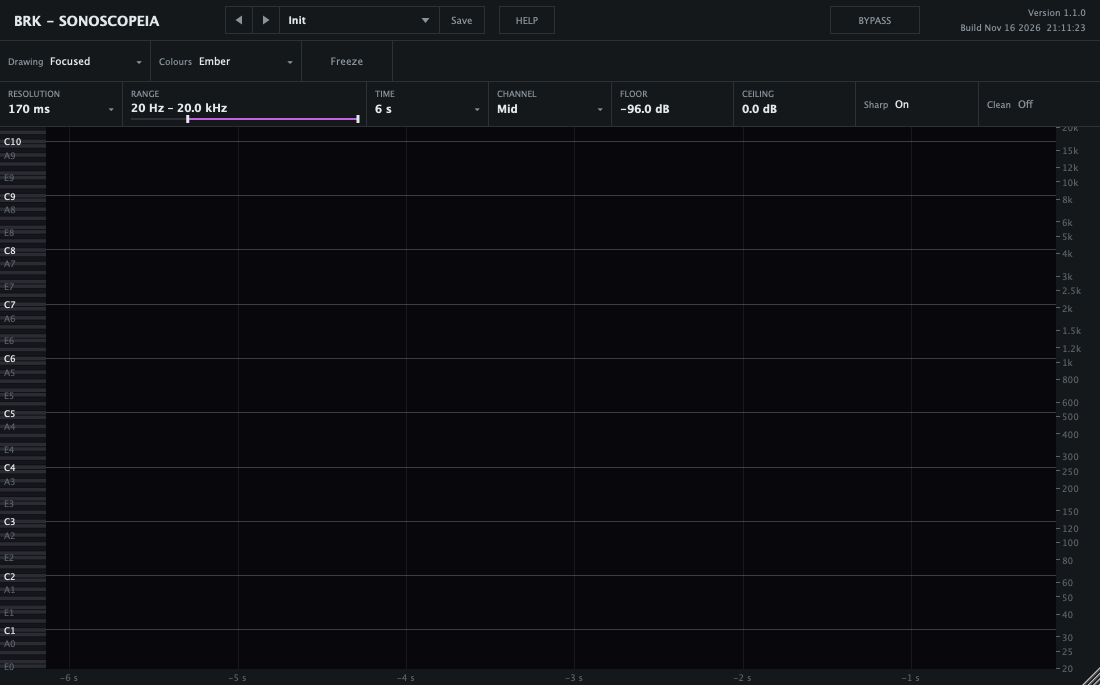 BRK – SONOSCOPEIA
Init
Save
HELP
BYPASS
Version 1.1.0
Build Nov 16 2026 21:11:23
Drawing Focused
Colours Ember
Freeze
RESOLUTION
170 ms
RANGE
20 Hz – 20.0 kHz
TIME
6 s
CHANNEL
Mid
FLOOR
–96.0 dB
CEILING
0.0 dB
Sharp On
Clean Off
C10
A9
E9
C9
A8
E8
C8
A7
E7
C7
A6
E6
C6
A5
E5
C5
A4
E4
C4
A3
E3
C3
A2
E2
C2
A1
E1
C1
A0
E0
20k
15k
12k
10k
8k
6k
5k
4k
3k
2.5k
2k
1.5k
1.2k
1k
800
600
500
400
300
250
200
150
120
100
80
60
50
40
30
25
20
–6 s
–5 s
–4 s
–3 s
–2 s
–1 s